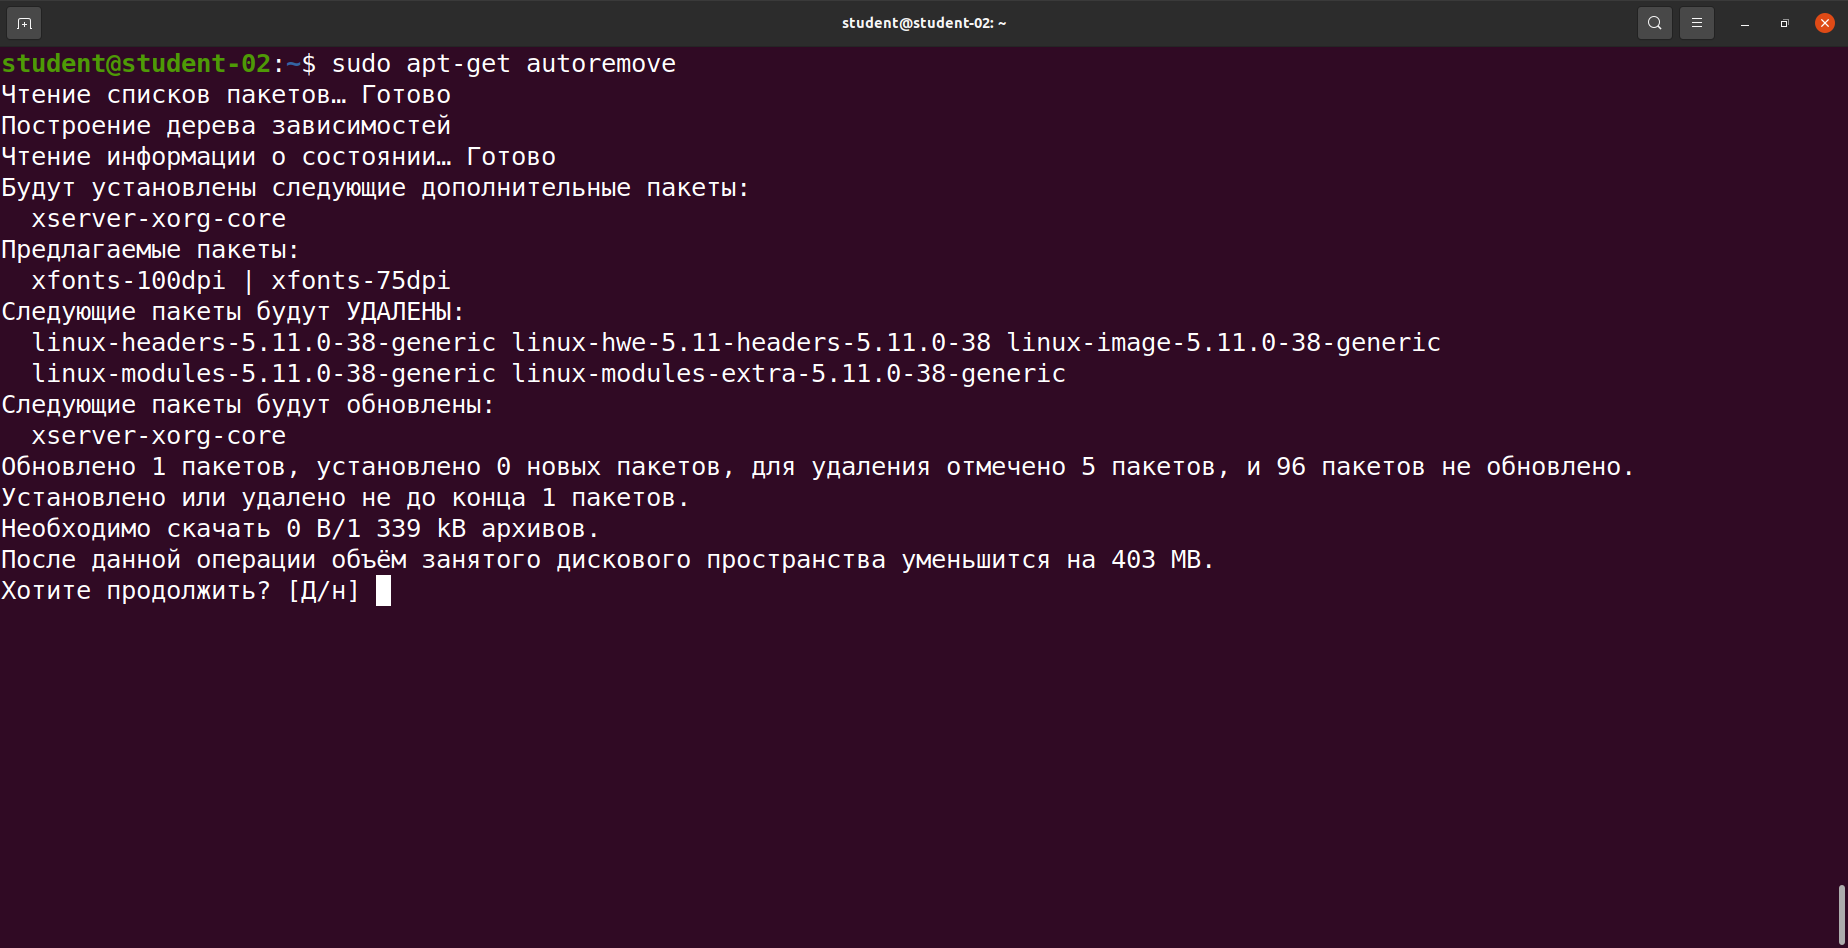 student@student-02: ~
student@student-02:~$ sudo apt-get autoremove
Чтение списков пакетов… Готово
Построение дерева зависимостей
Чтение информации о состоянии… Готово
Будут установлены следующие дополнительные пакеты:
  xserver-xorg-core
Предлагаемые пакеты:
  xfonts-100dpi | xfonts-75dpi
Следующие пакеты будут УДАЛЕНЫ:
  linux-headers-5.11.0-38-generic linux-hwe-5.11-headers-5.11.0-38 linux-image-5.11.0-38-generic
  linux-modules-5.11.0-38-generic linux-modules-extra-5.11.0-38-generic
Следующие пакеты будут обновлены:
  xserver-xorg-core
Обновлено 1 пакетов, установлено 0 новых пакетов, для удаления отмечено 5 пакетов, и 96 пакетов не обновлено.
Установлено или удалено не до конца 1 пакетов.
Необходимо скачать 0 B/1 339 kB архивов.
После данной операции объём занятого дискового пространства уменьшится на 403 MB.
Хотите продолжить? [Д/н]